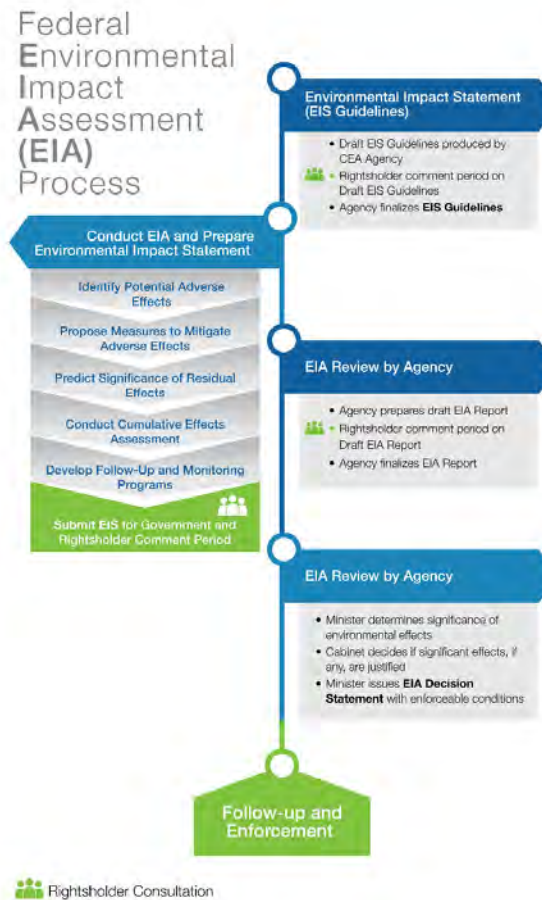 Federal
Environmental
Impact
Assessment
(EIA)
Process
Environmental Impact Statement
(EIS Guidelines)
• Draft EIS Guidelines produced by
CEA Agency
• Rightsholder comment period on
Draft EIS Guidelines
• Agency finalizes EIS Guidelines
Conduct EIA and Prepare
Environmental Impact Statement
Identify Potential Adverse
Effects
Propose Measures to Mitigate
Adverse Effects
Predict Significance of Residual
Effects
Conduct Cumulative Effects
Assessment
Develop Follow-Up and Monitoring
Programs
Submit EIS for Government and
Rightsholder Comment Period
EIA Review by Agency
• Agency prepares draft EIA Report
• Rightsholder comment period on
Draft EIA Report
• Agency finalizes EIA Report
EIA Review by Agency
• Minister determines significance of
environmental effects
• Cabinet decides if significant effects, if
any, are justified
• Minister issues EIA Decision
Statement with enforceable conditions
Follow-up and
Enforcement
Rightsholder Consultation